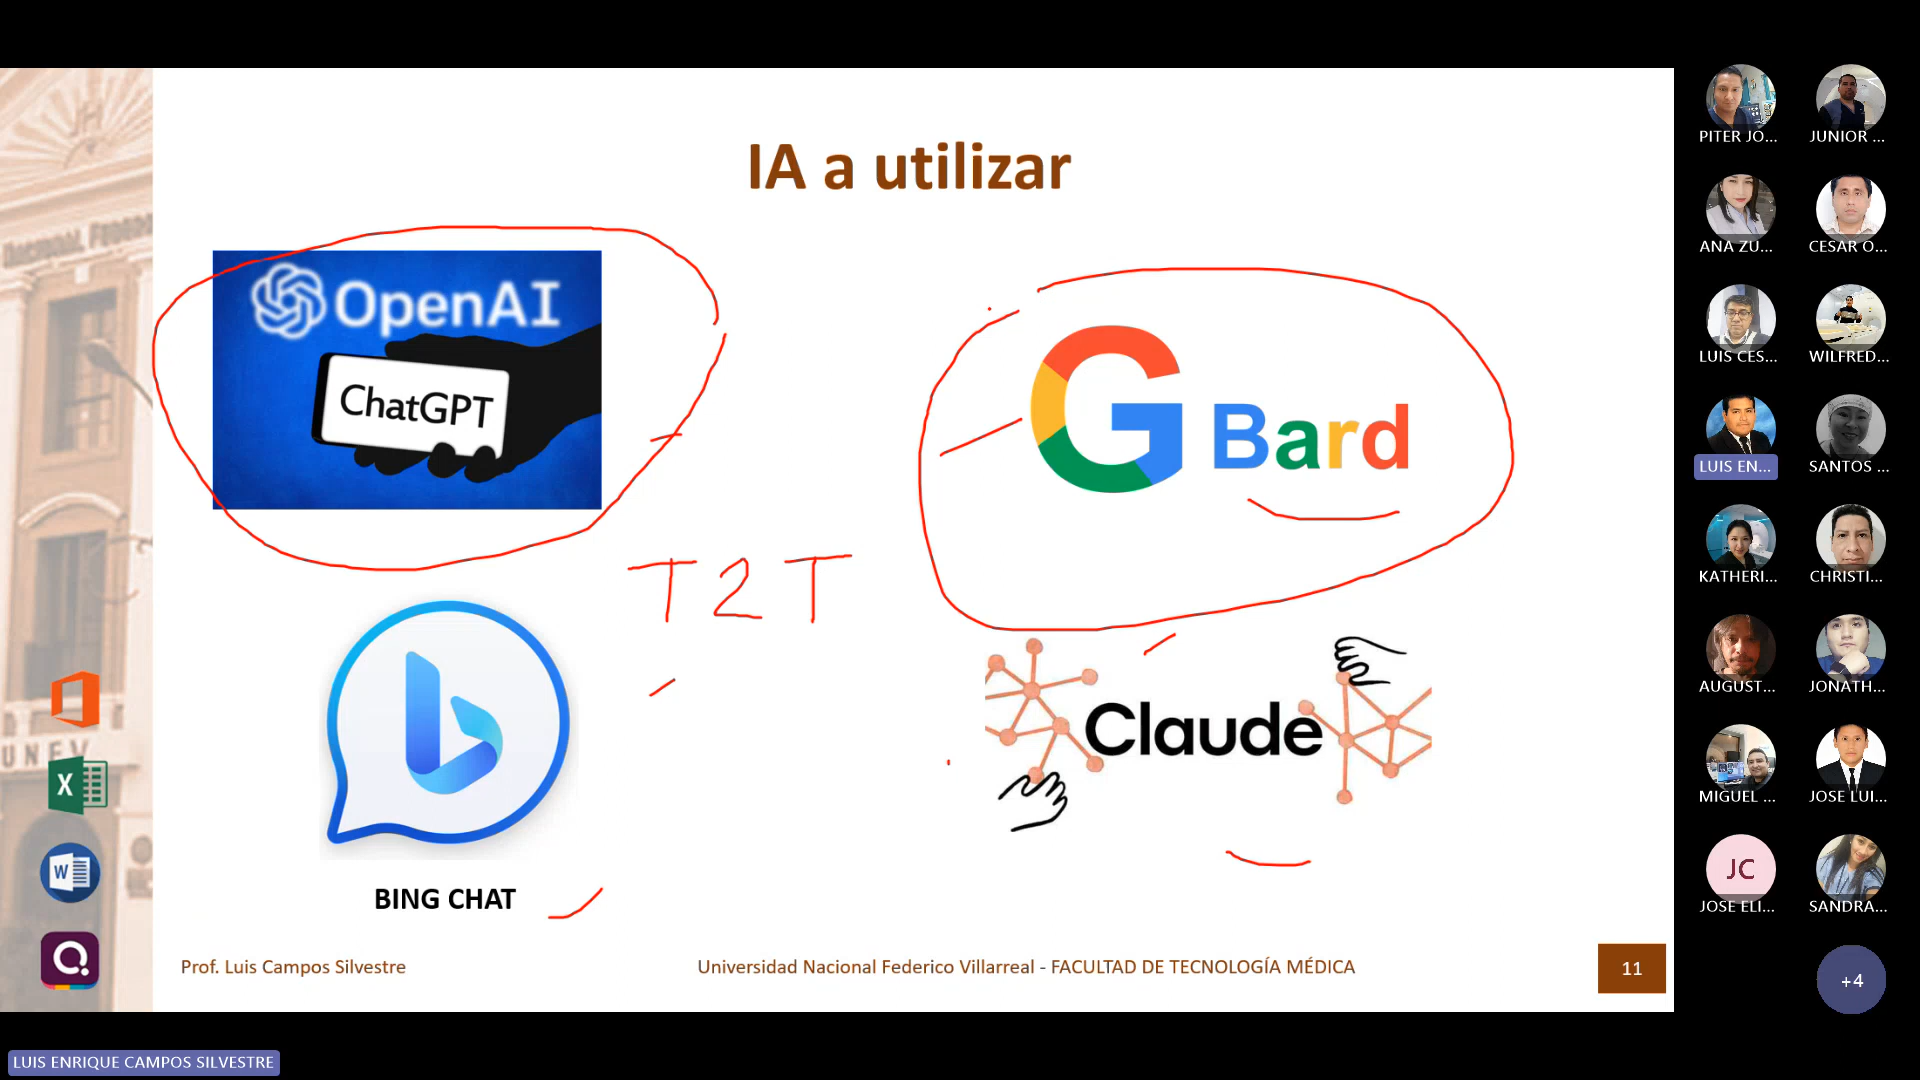 IA a utilizar
OpenAI
ChatGPT
G Bard
T2T
Claude
BING CHAT
Prof. Luis Campos Silvestre
Universidad Nacional Federico Villarreal - FACULTAD DE TECNOLOGÍA MÉDICA
11
UNFV
X
W
PITER JO...
JUNIOR ...
ANA ZU...
CESAR O...
LUIS CES...
WILFRED...
LUIS EN...
SANTOS ...
KATHERI...
CHRISTI...
AUGUST...
JONATH...
MIGUEL ...
JOSE LUI...
JC
JOSE ELI...
SANDRA...
+4
LUIS ENRIQUE CAMPOS SILVESTRE